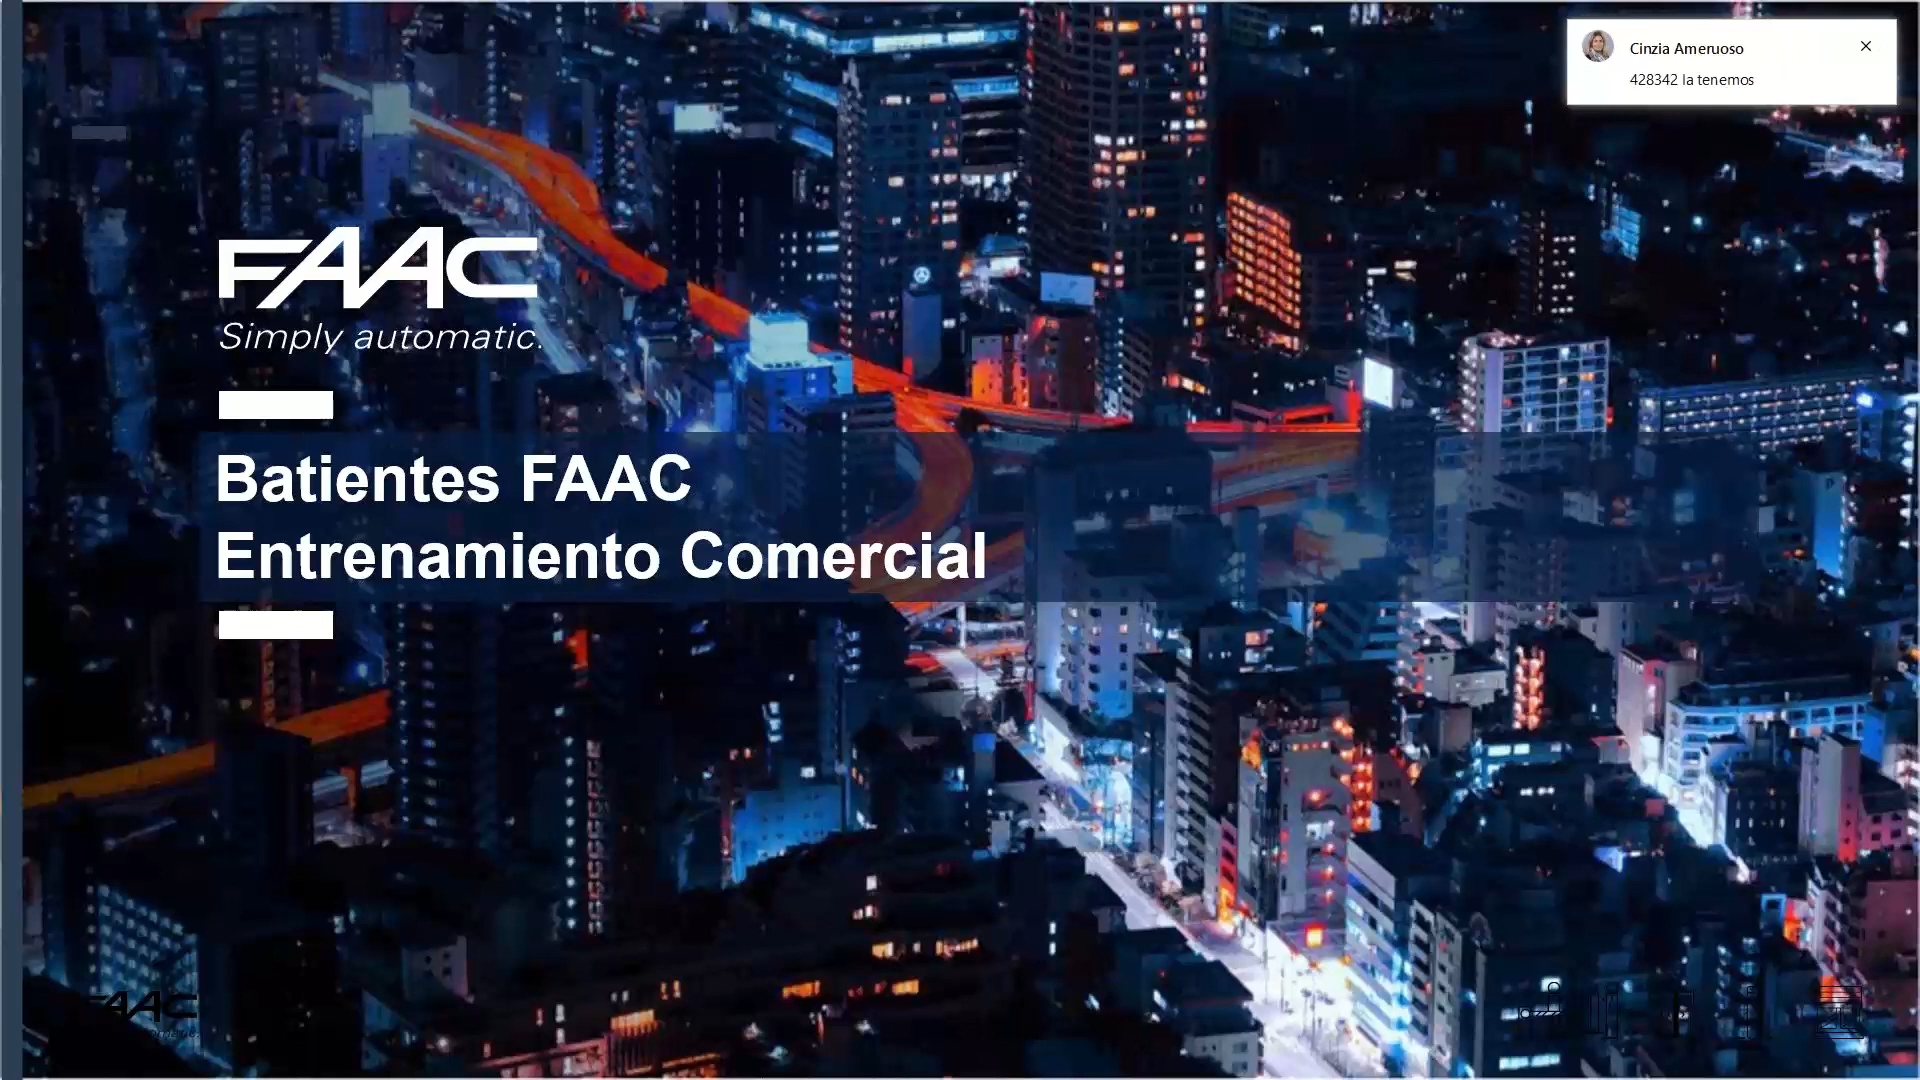 Cinzia Ameruoso
428342 la tenemos
FAAC
Simply automatic.
Batientes FAAC
Entrenamiento Comercial
FAAC